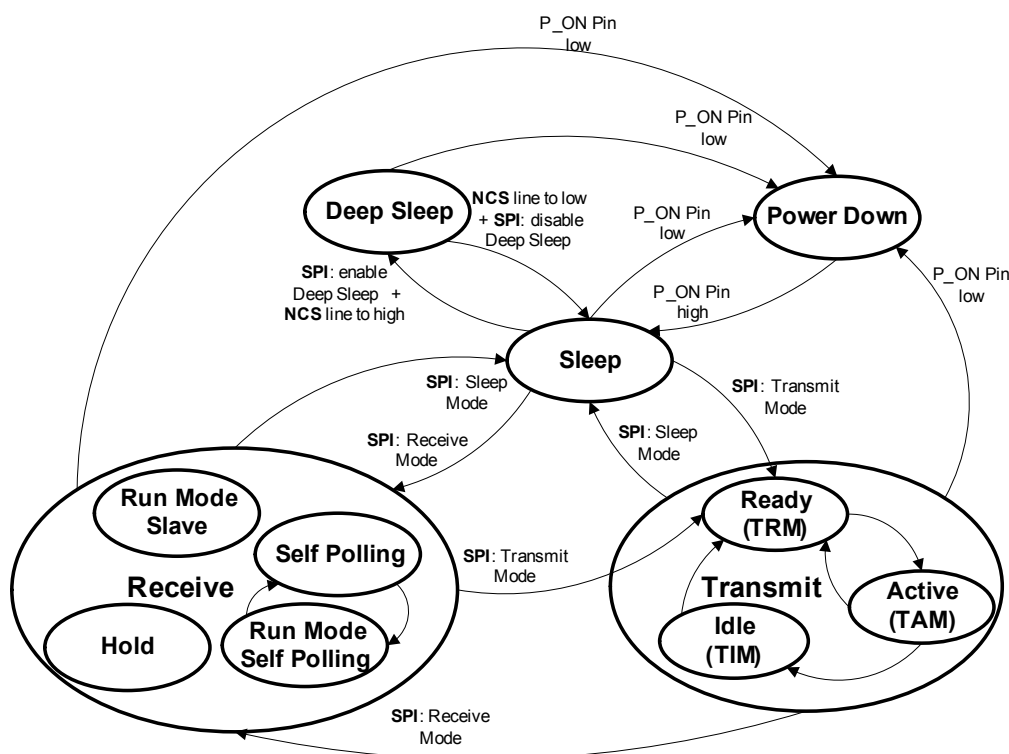 P_ON Pin
low
P_ON Pin
low
Deep Sleep
NCS line to low
+ SPI: disable
Deep Sleep
P_ON Pin
low
Power Down
SPI: enable
Deep Sleep +
NCS line to high
P_ON Pin
high
P_ON Pin
low
Sleep
SPI: Sleep
Mode
SPI: Transmit
Mode
SPI: Receive
Mode
SPI: Sleep
Mode
Run Mode
Slave
Self Polling
Receive
Hold
Run Mode
Self Polling
SPI: Transmit
Mode
Ready
(TRM)
Transmit
Active
(TAM)
Idle
(TIM)
SPI: Receive
Mode